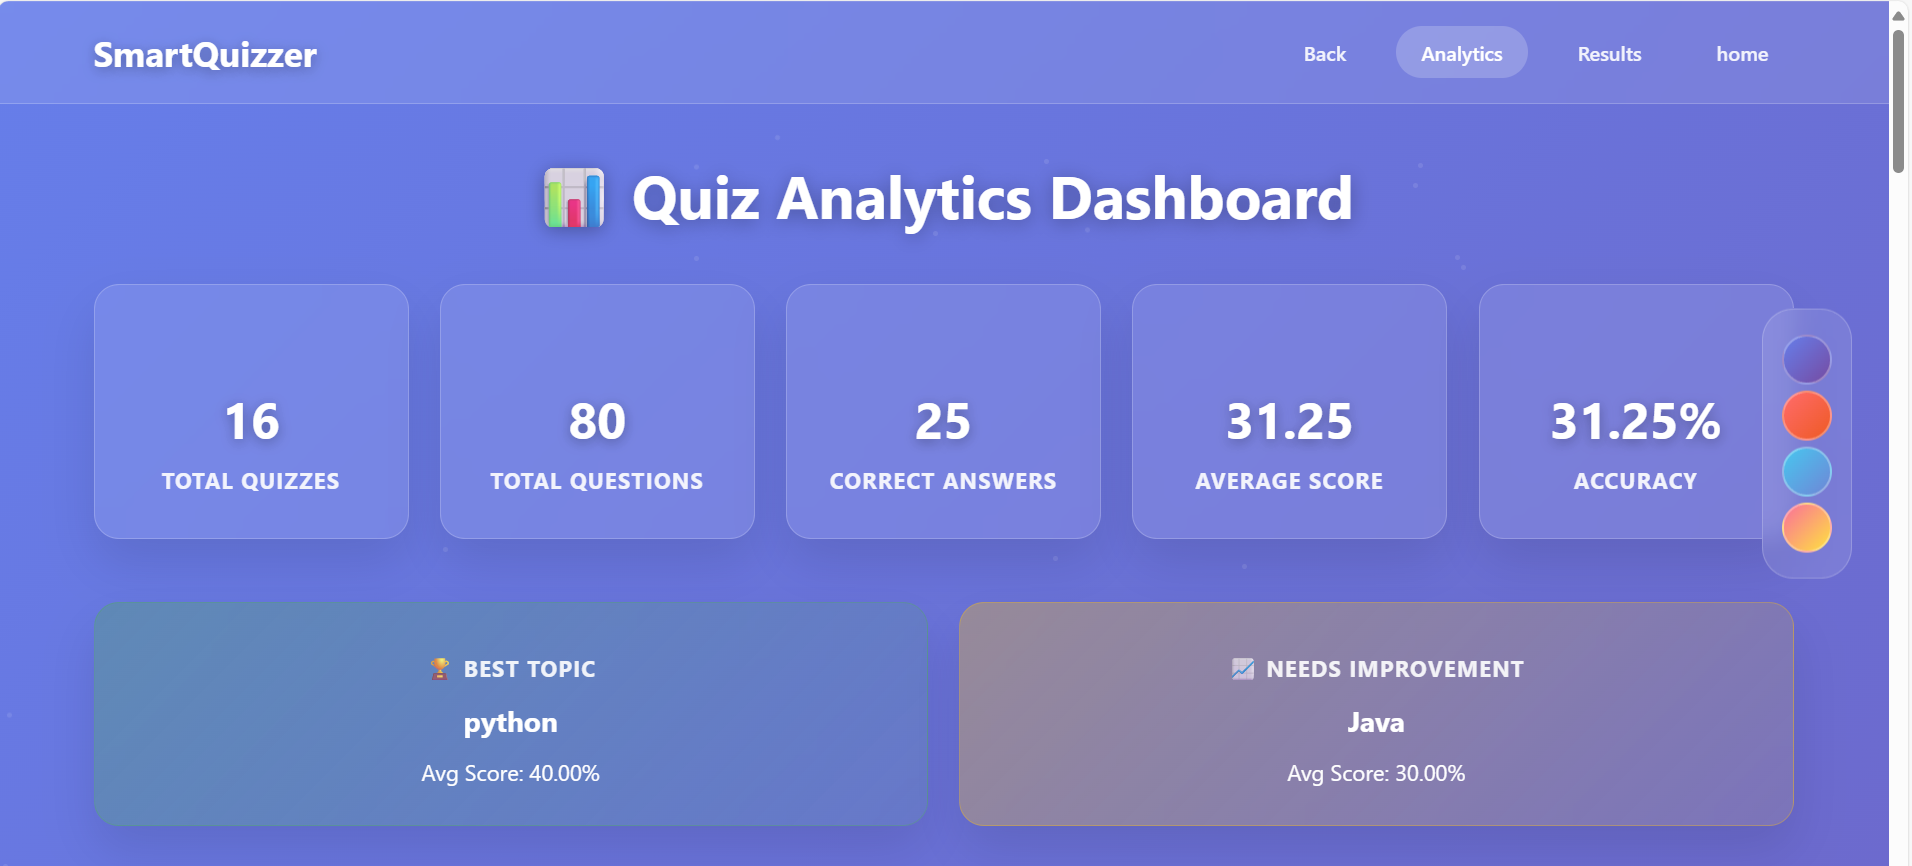 SmartQuizzer
Back
Analytics
Results
home
Quiz Analytics Dashboard
16
TOTAL QUIZZES
80
TOTAL QUESTIONS
25
CORRECT ANSWERS
31.25
AVERAGE SCORE
31.25%
ACCURACY
BEST TOPIC
python
Avg Score: 40.00%
NEEDS IMPROVEMENT
Java
Avg Score: 30.00%